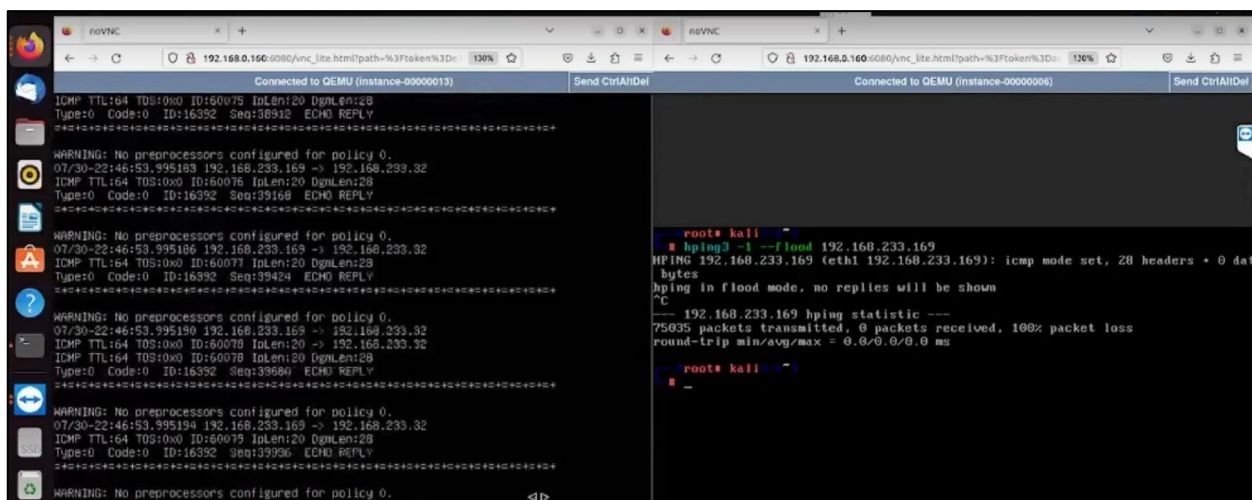 noVNC
192.168.0.160:6080/vnc_lite.html?path=%3Ftoken%3De
130%
Connected to QEMU (instance-00000013)
Send CtrlAltDel
ICMP TTL:64 TOS:0x0 ID:60075 IpLen:20 DgmLen:28
Type:0 Code:0 ID:16392 Seq:38912 ECHO REPLY
=+=+=+=+=+=+=+=+=+=+=+=+=+=+=+=+=+=+=+=+=+=+=+=+=+=+=+=+=+=+=+=+=+=+=+=+=+
WARNING: No preprocessors configured for policy 0.
07/30-22:46:53.995183 192.168.233.169 -> 192.168.233.32
ICMP TTL:64 TOS:0x0 ID:60076 IpLen:20 DgmLen:28
Type:0 Code:0 ID:16392 Seq:39168 ECHO REPLY
=+=+=+=+=+=+=+=+=+=+=+=+=+=+=+=+=+=+=+=+=+=+=+=+=+=+=+=+=+=+=+=+=+=+=+=+=+
WARNING: No preprocessors configured for policy 0.
07/30-22:46:53.995186 192.168.233.169 -> 192.168.233.32
ICMP TTL:64 TOS:0x0 ID:60077 IpLen:20 DgmLen:28
Type:0 Code:0 ID:16392 Seq:39424 ECHO REPLY
=+=+=+=+=+=+=+=+=+=+=+=+=+=+=+=+=+=+=+=+=+=+=+=+=+=+=+=+=+=+=+=+=+=+=+=+=+
WARNING: No preprocessors configured for policy 0.
07/30-22:46:53.995190 192.168.233.169 -> 192.168.233.32
ICMP TTL:64 TOS:0x0 ID:60078 IpLen:20 -> 192.168.233.32
ICMP TTL:64 TOS:0x0 ID:60078 IpLen:20 DgmLen:28
Type:0 Code:0 ID:16392 Seq:39680 ECHO REPLY
=+=+=+=+=+=+=+=+=+=+=+=+=+=+=+=+=+=+=+=+=+=+=+=+=+=+=+=+=+=+=+=+=+=+=+=+=+
WARNING: No preprocessors configured for policy 0.
07/30-22:46:53.995194 192.168.233.169 -> 192.168.233.32
ICMP TTL:64 TOS:0x0 ID:60079 IpLen:20 DgmLen:28
Type:0 Code:0 ID:16392 Seq:39936 ECHO REPLY
=+=+=+=+=+=+=+=+=+=+=+=+=+=+=+=+=+=+=+=+=+=+=+=+=+=+=+=+=+=+=+=+=+=+=+=+=+
WARNING: No preprocessors configured for policy 0.
SSD
noVNC
192.168.0.160:6080/vnc_lite.html?path=%3Ftoken%3D
130%
Connected to QEMU (instance-00000006)
Send CtrlAltDel
root kali ~
# hping3 -1 --flood 192.168.233.169
HPING 192.168.233.169 (eth1 192.168.233.169): icmp mode set, 28 headers + 0 dat
bytes
hping in flood mode, no replies will be shown
^C
--- 192.168.233.169 hping statistic ---
75035 packets transmitted, 0 packets received, 100% packet loss
round-trip min/avg/max = 0.0/0.0/0.0 ms
root kali ~
# _